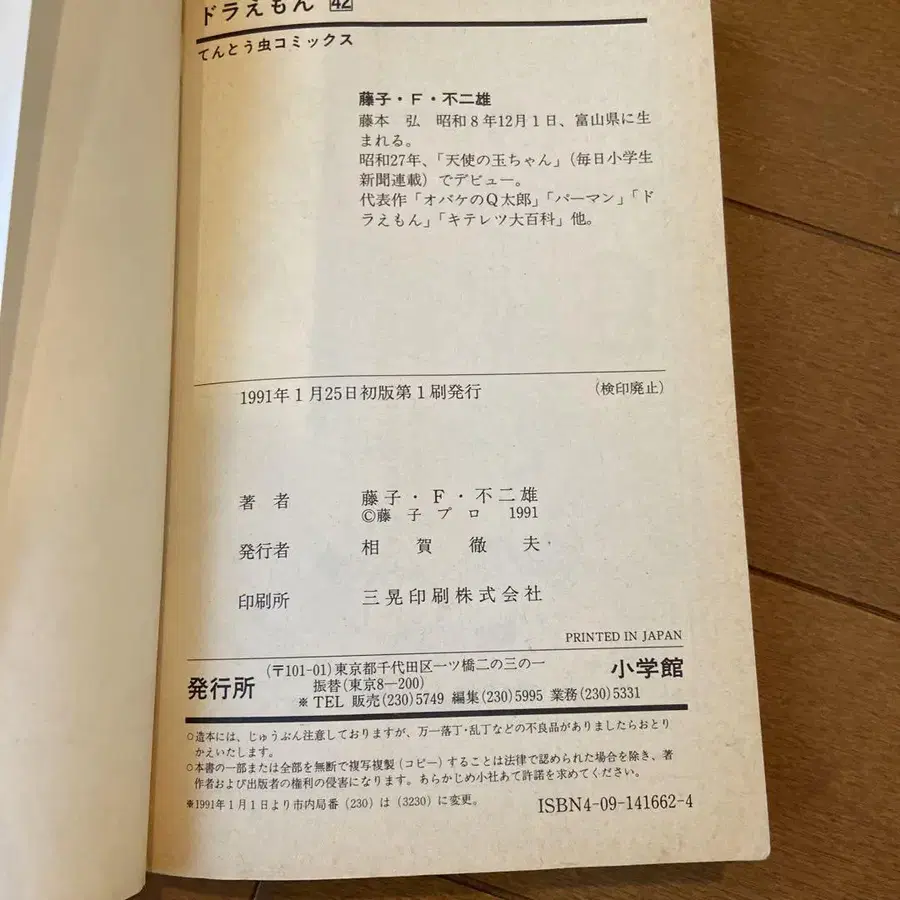 ドラえもん 42
てんとう虫コミックス
藤子・F・不二雄
藤本 弘 昭和8年12月1日、富山県に生
まれる。
昭和27年、「天使の玉ちゃん」(毎日小学生
新聞連載)でデビュー。
代表作「オバケのQ太郎」「パーマン」「ド
ラえもん」「キテレツ大百科」他。
1991年1月25日初版第1刷発行 (検印廃止)
著者 藤子・F・不二雄
©藤子プロ 1991
発行者 相賀徹夫
印刷所 三晃印刷株式会社
PRINTED IN JAPAN
発行所 (〒101-01)東京都千代田区一ツ橋二の三の一 小学館
振替(東京8―200)
※TEL 販売(230)5749 編集(230)5995 業務(230)5331
○造本には、じゅうぶん注意しておりますが、万一落丁・乱丁などの不良品がありましたらおとり
かえいたします。
○本書の一部または全部を無断で複写複製(コピー)することは法律で認められた場合を除き、著
作者および出版者の権利の侵害になります。あらかじめ小社あて許諾を求めてください。
※1991年1月1日より市内局番(230)は(3230)に変更。
ISBN4-09-141662-4